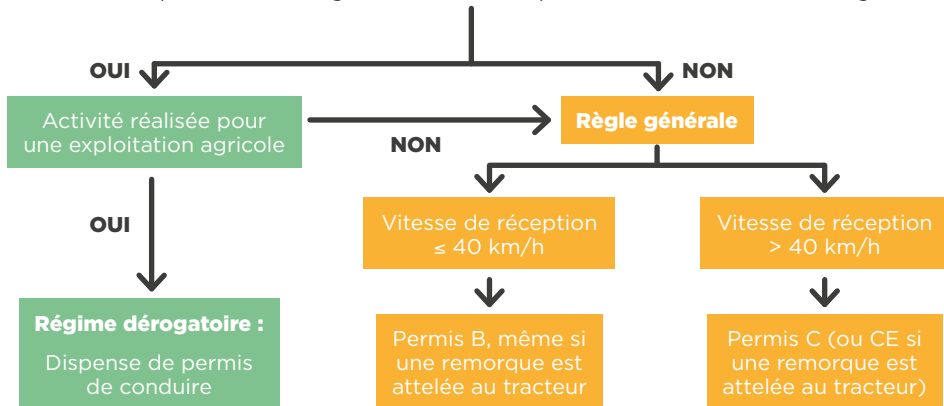 OUI
NON
Activité réalisée pour
une exploitation agricole
NON
Règle générale
OUI
Vitesse de réception
≤ 40 km/h
Vitesse de réception
> 40 km/h
Régime dérogatoire :
Dispense de permis
de conduire
Permis B, même si
une remorque est
attelée au tracteur
Permis C (ou CE si
une remorque est
attelée au tracteur)